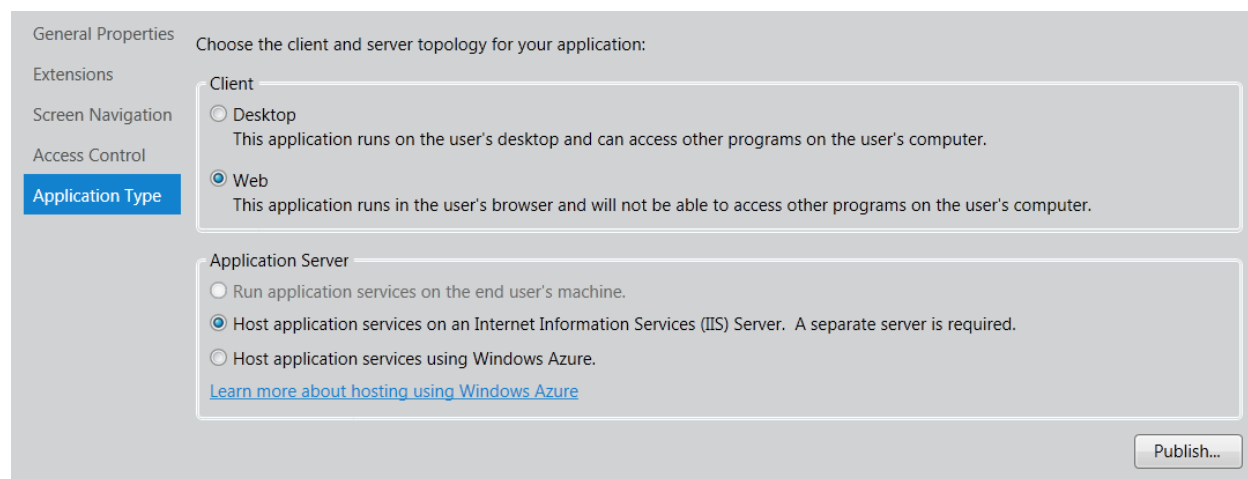 General Properties
Extensions
Screen Navigation
Access Control
Application Type
Choose the client and server topology for your application:
Client
Desktop
This application runs on the user's desktop and can access other programs on the user's computer.
Web
This application runs in the user's browser and will not be able to access other programs on the user's computer.
Application Server
Run application services on the end user's machine.
Host application services on an Internet Information Services (IIS) Server.  A separate server is required.
Host application services using Windows Azure.
Learn more about hosting using Windows Azure
Publish...